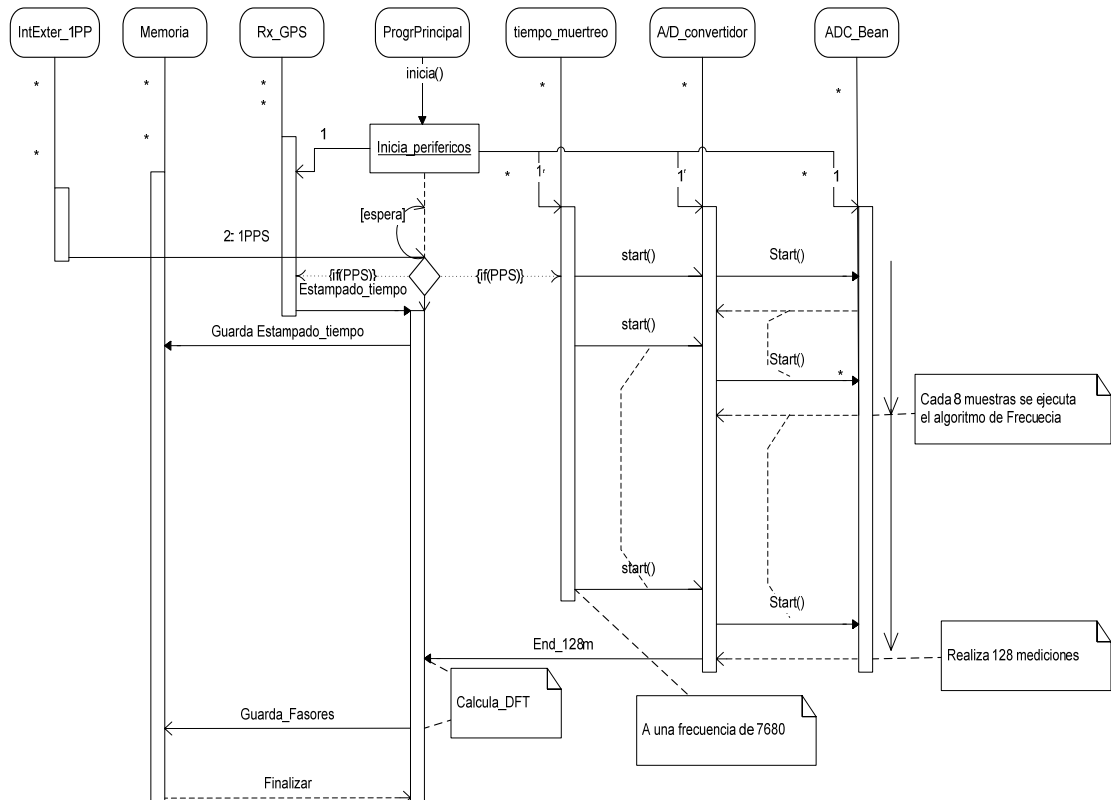 IntExter_1PP
Memoria
Rx_GPS
ProgrPrincipal
tiempo_muertreo
A/D_convertidor
ADC_Bean
inicia()
*
*
*
*
*
*
*
*
*
*
1
Inicia_perifericos
*
1'
1'
*
1
[espera]
2: 1PPS
start()
Start()
{if(PPS)}
{if(PPS)}
Estampado_tiempo
Guarda Estampado_tiempo
start()
Start()
*
Cada 8 muestras se ejecuta
el algoritmo de Frecuecia
start()
Start()
End_128m
Realiza 128 mediciones
Calcula_DFT
Guarda_Fasores
A una frecuencia de 7680
Finalizar